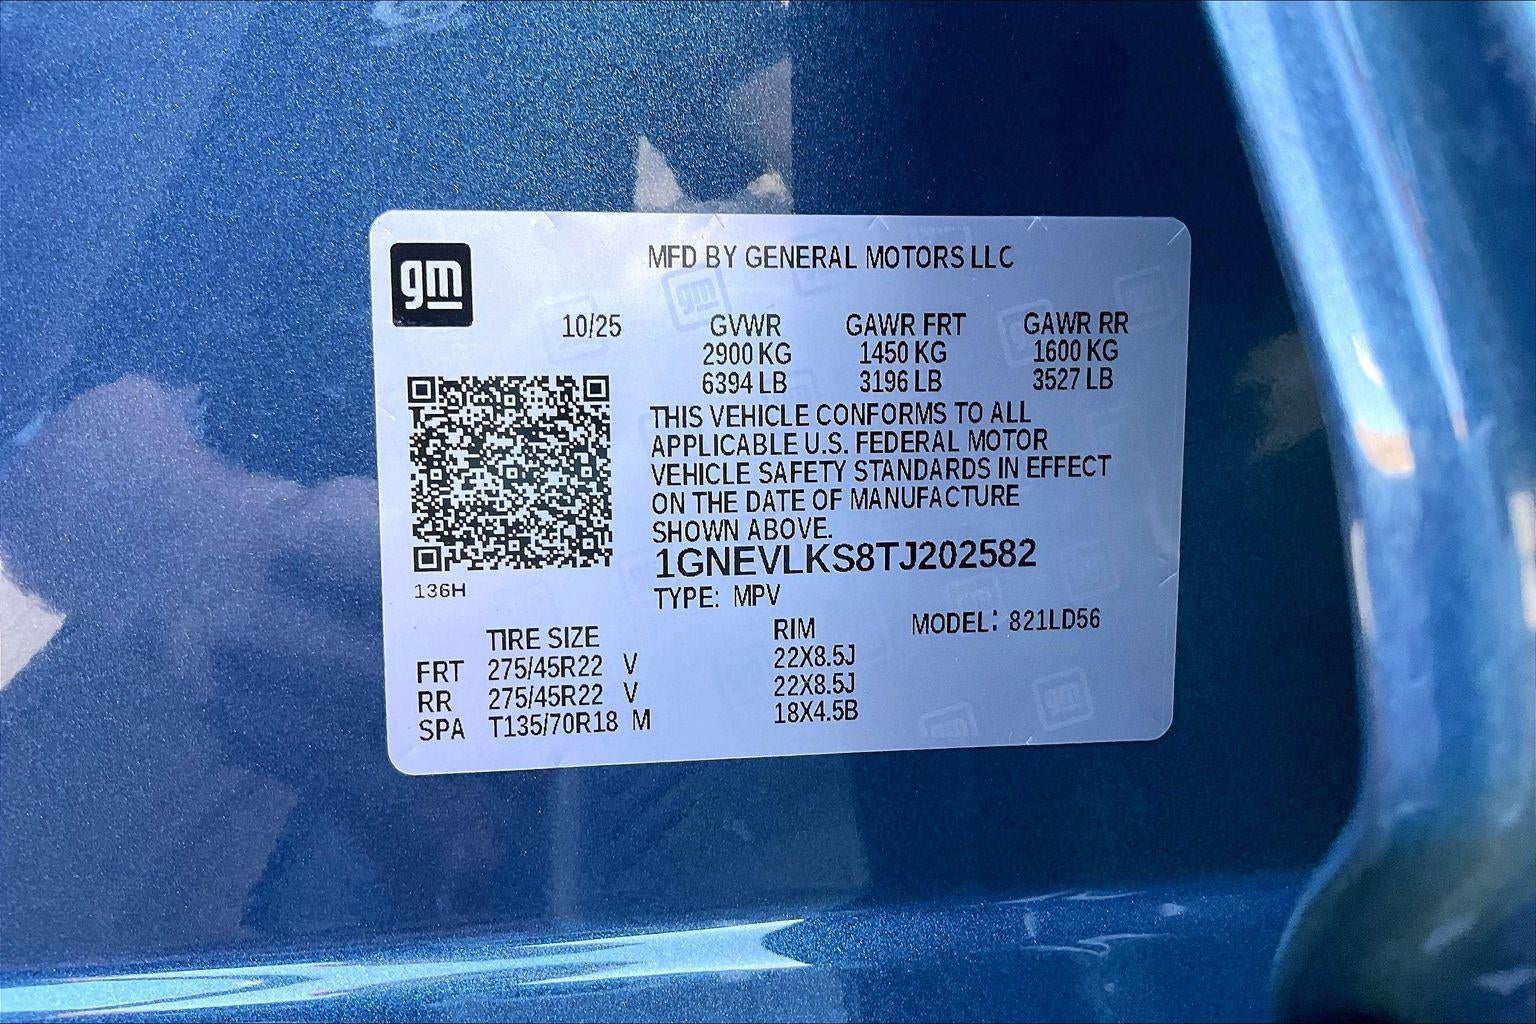 gm
MFD BY GENERAL MOTORS LLC
10/25 GVWR GAWR FRT GAWR RR
2900 KG 1450 KG 1600 KG
6394 LB 3196 LB 3527 LB
THIS VEHICLE CONFORMS TO ALL
APPLICABLE U.S. FEDERAL MOTOR
VEHICLE SAFETY STANDARDS IN EFFECT
ON THE DATE OF MANUFACTURE
SHOWN ABOVE.
1GNEVLKS8TJ202582
136H
TYPE: MPV
MODEL: 821LD56
TIRE SIZE RIM
FRT 275/45R22 V 22X8.5J
RR 275/45R22 V 22X8.5J
SPA T135/70R18 M 18X4.5B